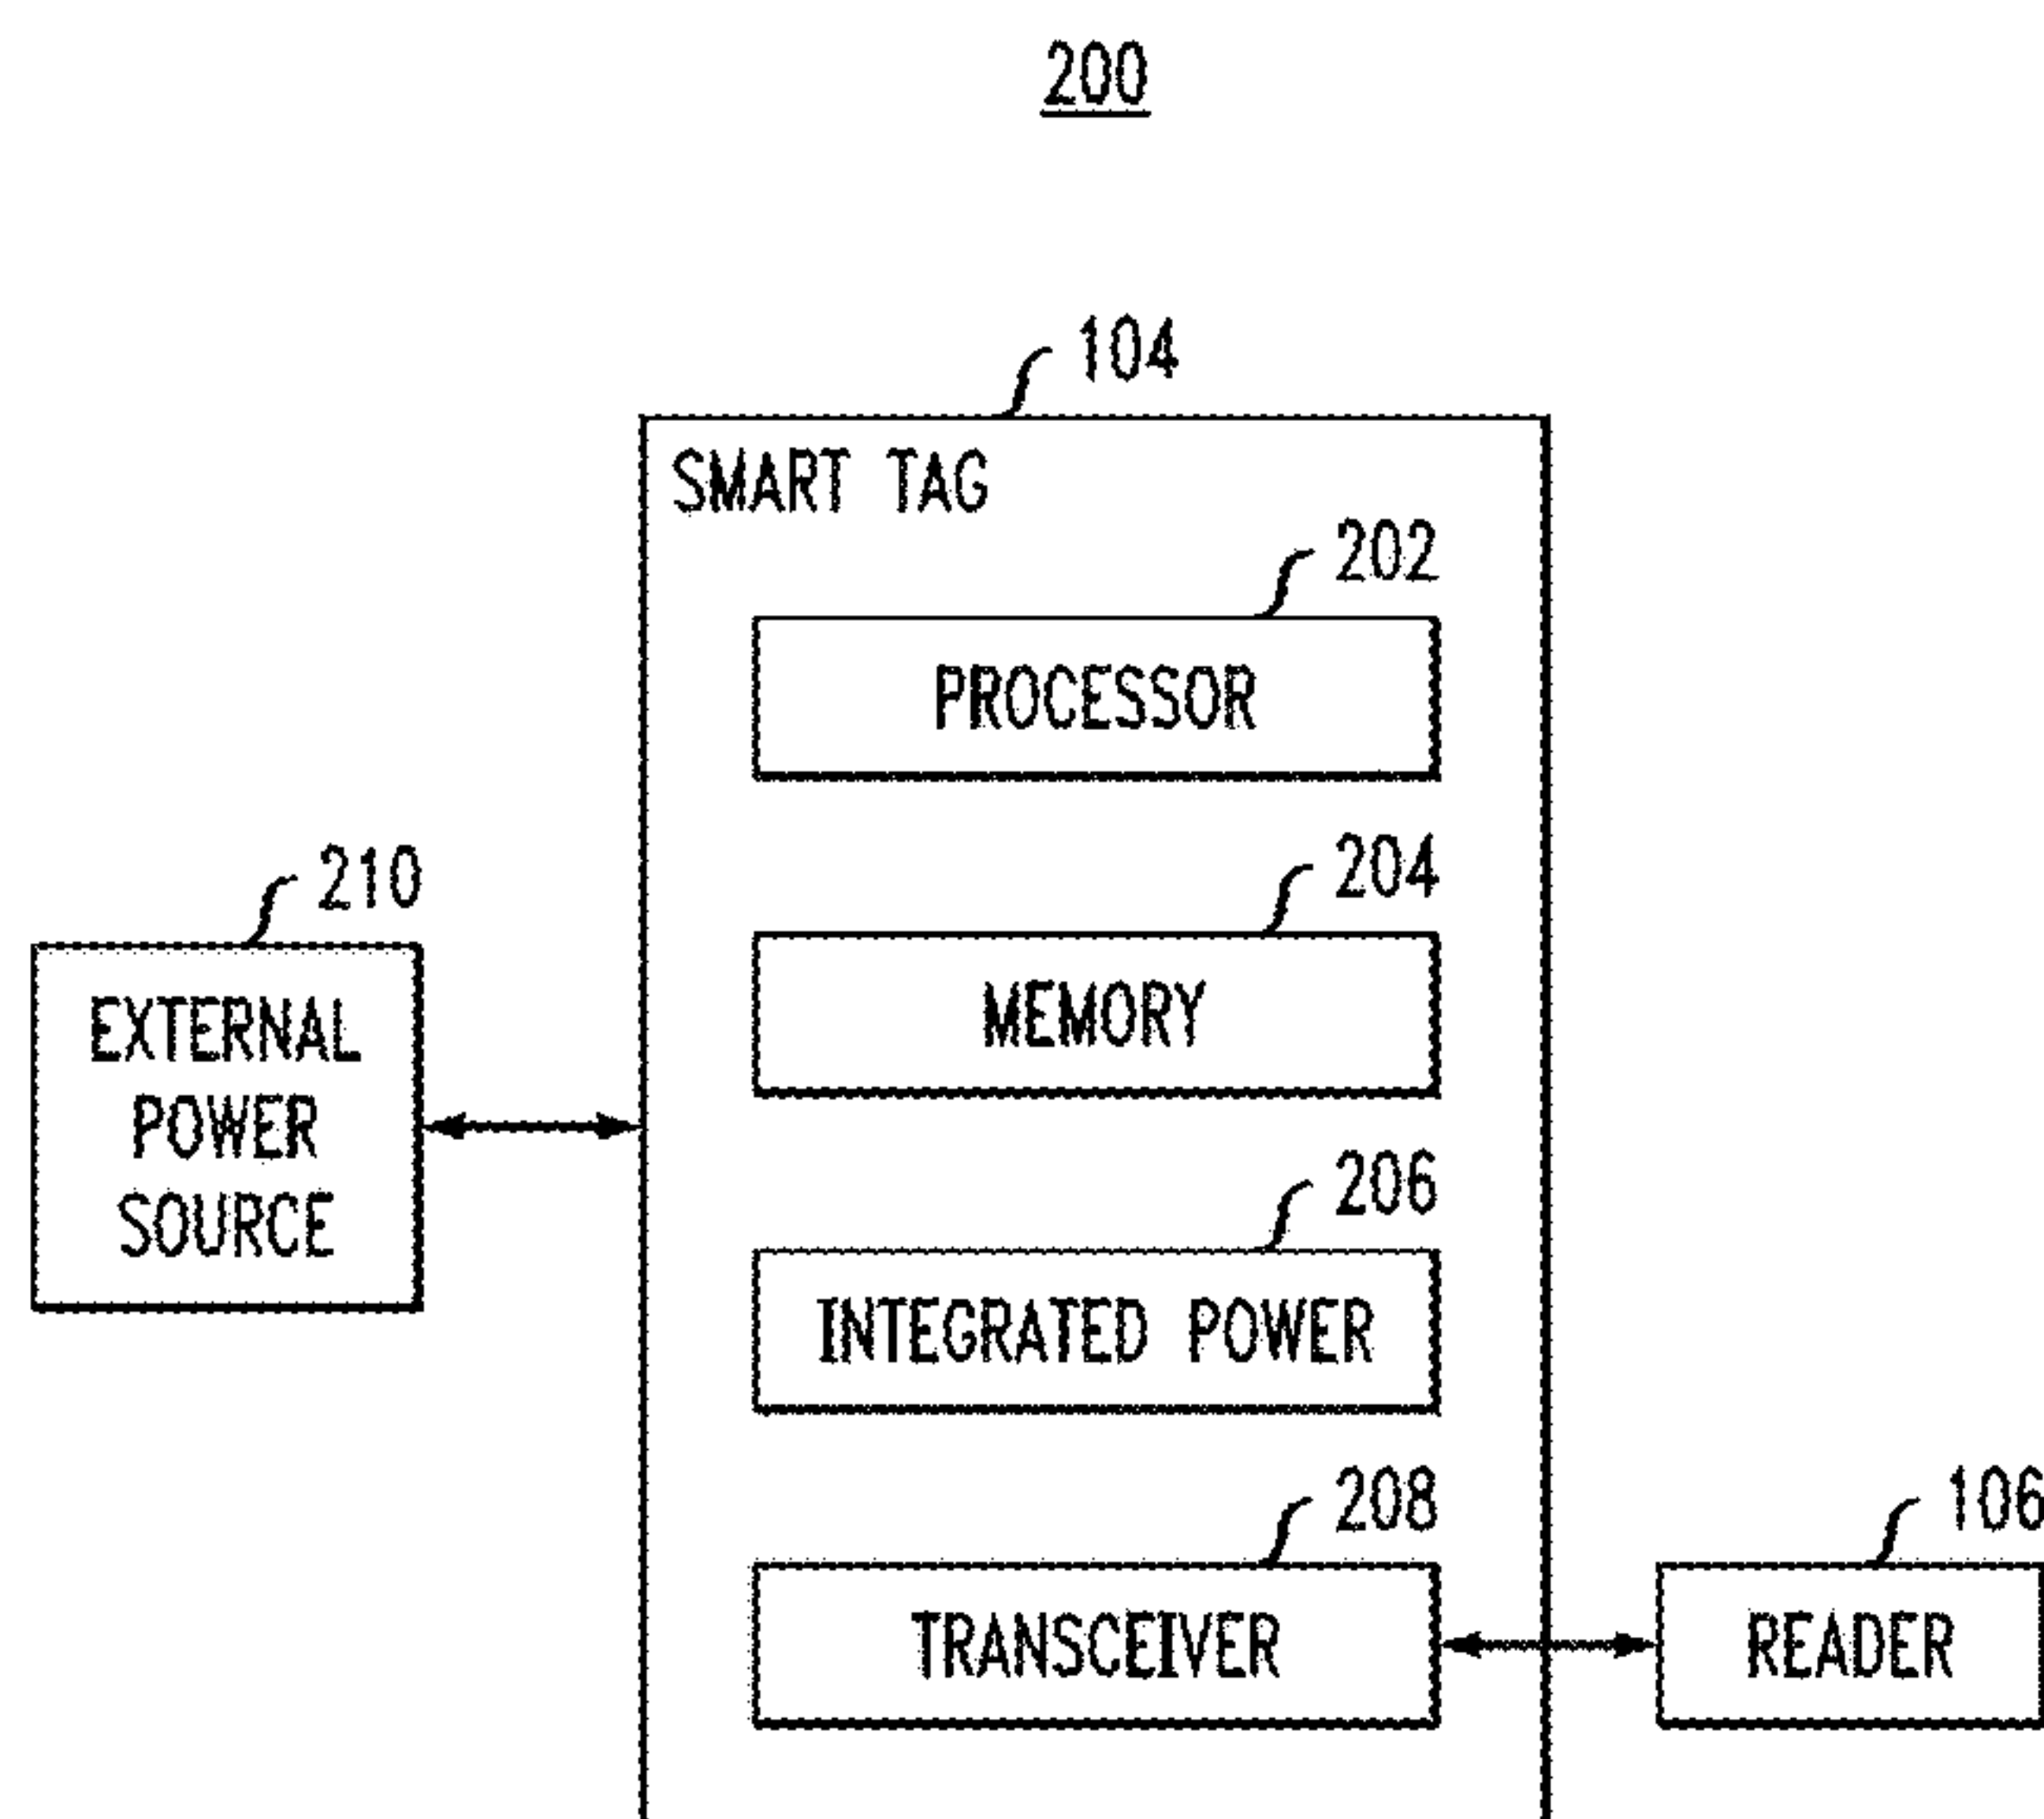 200
104
SMART TAG
202
PROCESSOR
210
204
EXTERNAL
POWER
SOURCE
MEMORY
206
INTEGRATED POWER
208
106
TRANSCEIVER
READER